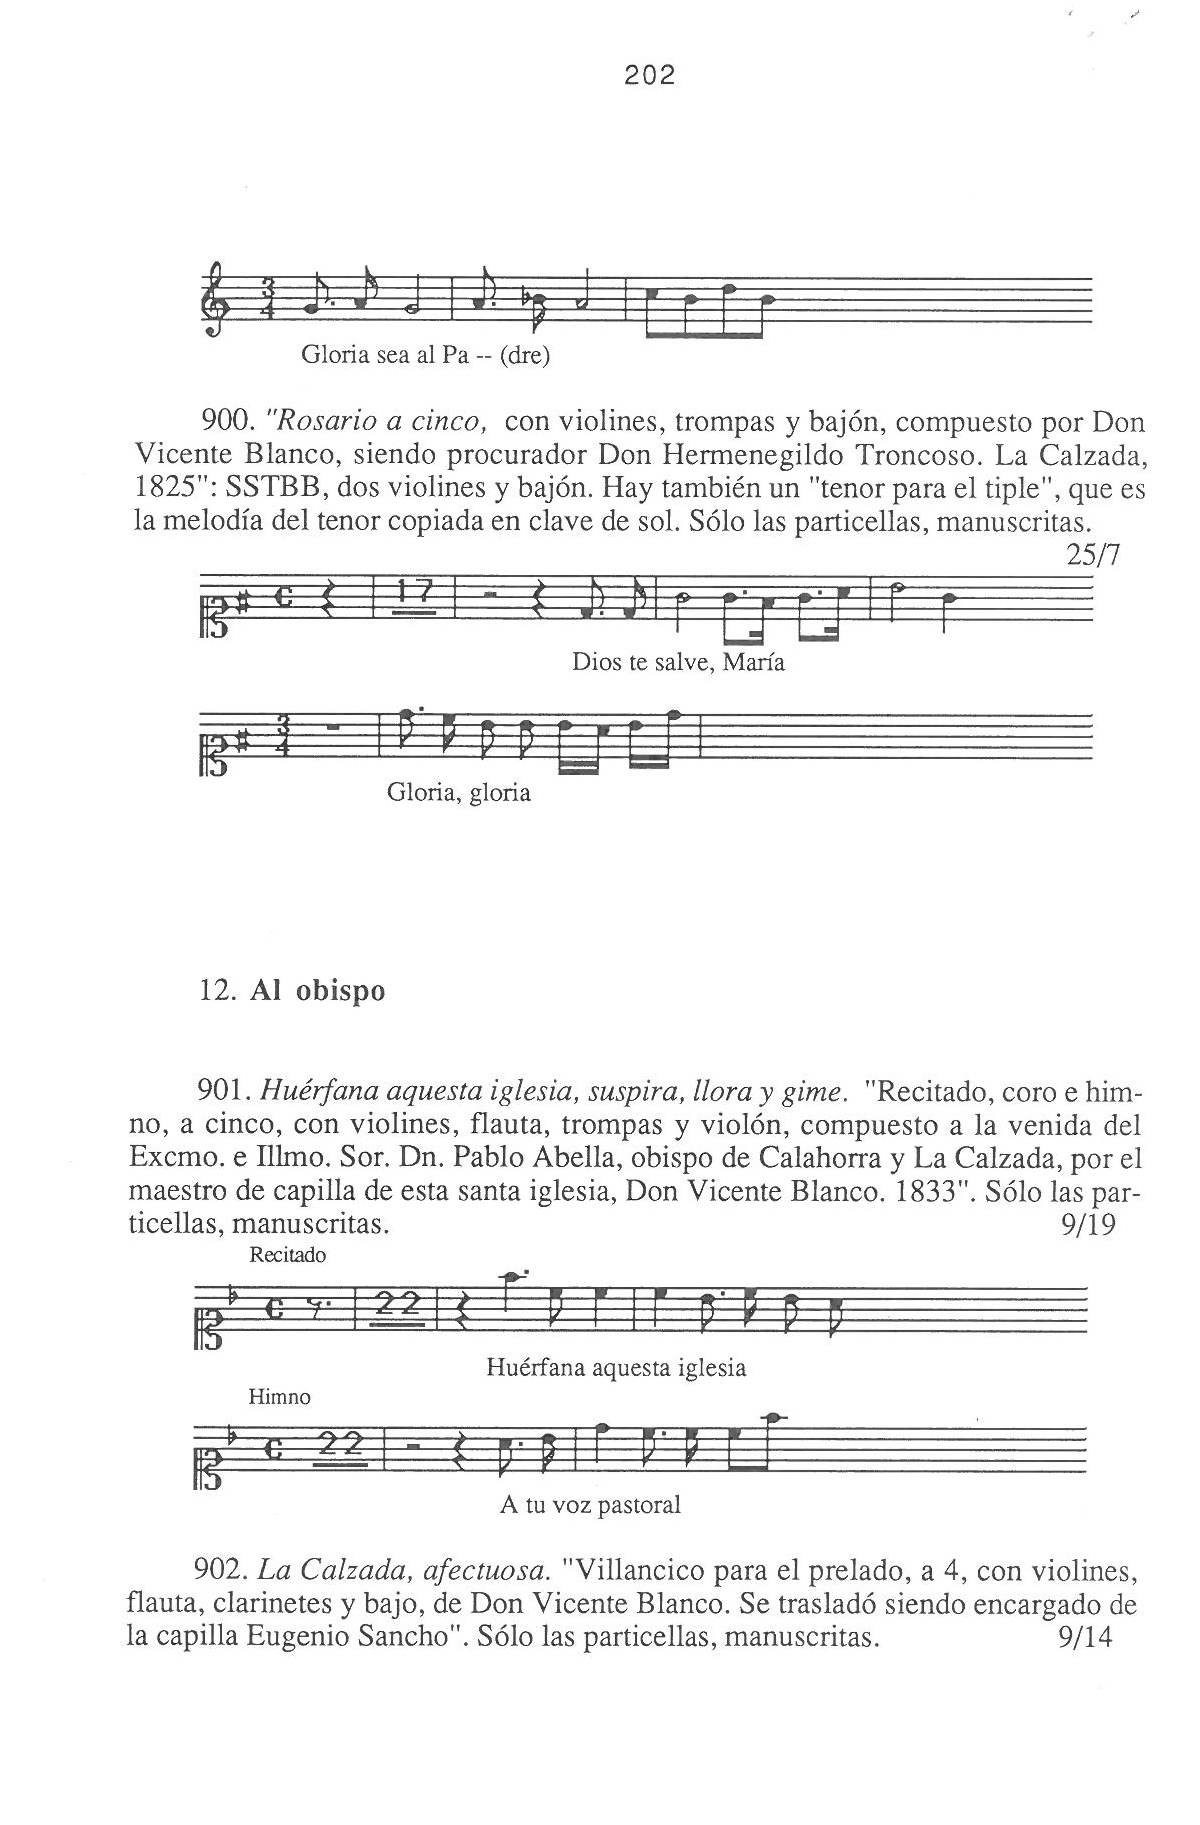 202
Gloria sea al Pa -- (dre)
900. "Rosario a cinco, con violines, trompas y bajón, compuesto por Don
Vicente Blanco, siendo procurador Don Hermenegildo Troncoso. La Calzada,
1825": SSTBB, dos violines y bajón. Hay también un "tenor para el tiple", que es
la melodía del tenor copiada en clave de sol. Sólo las particellas, manuscritas.
25/7
17
Dios te salve, María
Gloria, gloria
12. Al obispo
901. Huérfana aquesta iglesia, suspira, llora y gime. "Recitado, coro e him-
no, a cinco, con violines, flauta, trompas y violón, compuesto a la venida del
Excmo. e Illmo. Sor. Dn. Pablo Abella, obispo de Calahorra y La Calzada, por el
maestro de capilla de esta santa iglesia, Don Vicente Blanco. 1833". Sólo las par-
ticellas, manuscritas. 9/19
Recitado
22
Huérfana aquesta iglesia
Himno
22
A tu voz pastoral
902. La Calzada, afectuosa. "Villancico para el prelado, a 4, con violines,
flauta, clarinetes y bajo, de Don Vicente Blanco. Se trasladó siendo encargado de
la capilla Eugenio Sancho". Sólo las particellas, manuscritas. 9/14